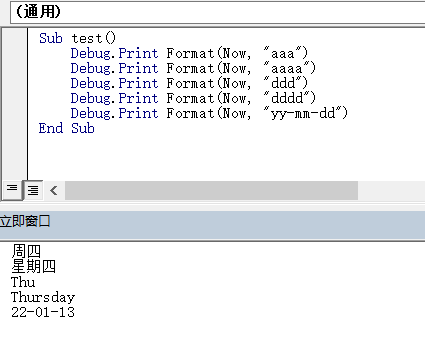 (通用)
Sub test()
Debug.Print Format(Now, "aaa")
Debug.Print Format(Now, "aaaa")
Debug.Print Format(Now, "ddd")
Debug.Print Format(Now, "dddd")
Debug.Print Format(Now, "yy-mm-dd")
End Sub
立即窗口
周四
星期四
Thu
Thursday
22-01-13